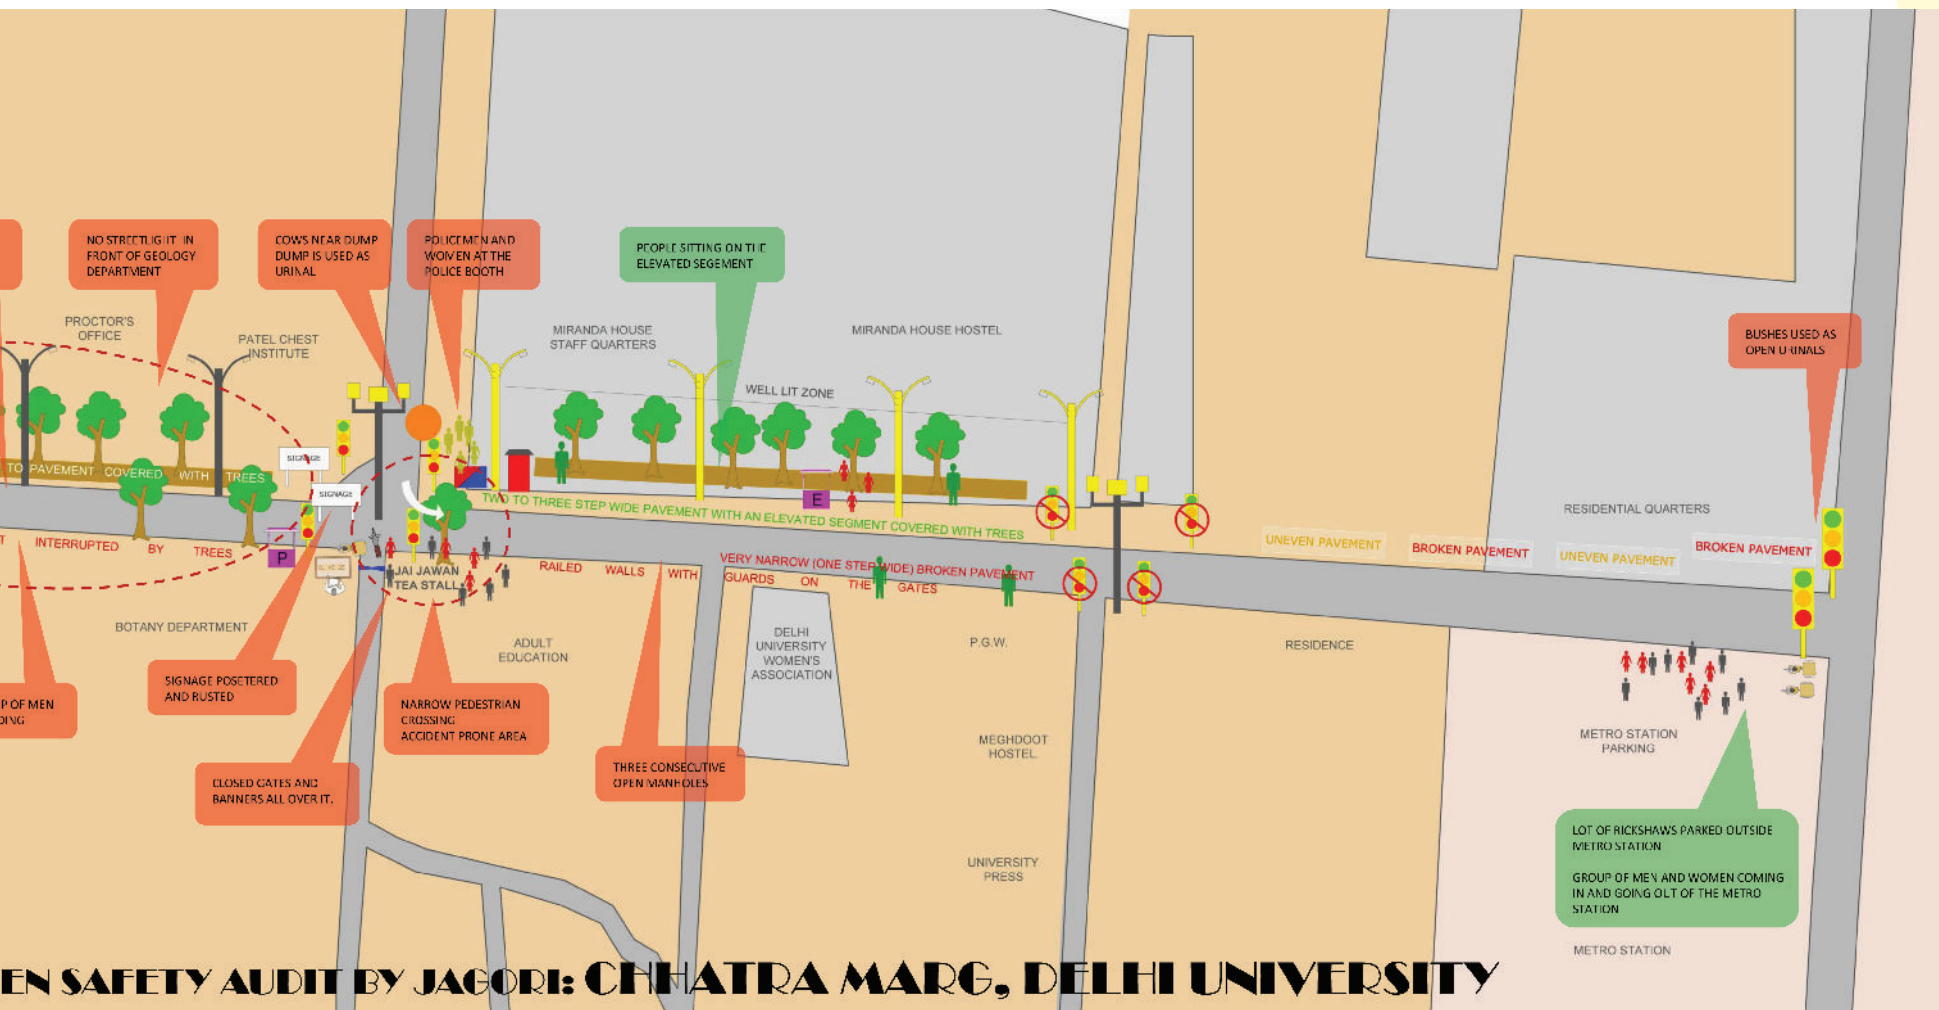 NO STREETLIGHT IN
FRONT OF GEOLOGY
DEPARTMENT
COWS NEAR DUMP
DUMP IS USED AS
URINAL
POLICEMEN AND
WOMEN AT THE
POLICE BOOTH
PEOPLE SITTING ON THE
ELEVATED SEGEMENT
BUSHES USED AS
OPEN URINALS
PROCTOR'S
OFFICE
PATEL CHEST
INSTITUTE
MIRANDA HOUSE
STAFF QUARTERS
MIRANDA HOUSE HOSTEL
WELL LIT ZONE
SIGNAGE
SIGNAGE
TO PAVEMENT COVERED WITH TREES
TWO TO THREE STEP WIDE PAVEMENT WITH AN ELEVATED SEGMENT COVERED WITH TREES
E
RESIDENTIAL QUARTERS
UNEVEN PAVEMENT
BROKEN PAVEMENT
UNEVEN PAVEMENT
BROKEN PAVEMENT
T INTERRUPTED BY TREES
P
JAI JAWAN
TEA STALL
RAILED WALLS WITH GUARDS ON THE GATES
VERY NARROW (ONE STEP WIDE) BROKEN PAVEMENT
BOTANY DEPARTMENT
ADULT
EDUCATION
DELHI
UNIVERSITY
WOMEN'S
ASSOCIATION
P.G.W.
RESIDENCE
SIGNAGE POSETERED
AND RUSTED
P OF MEN
DING
NARROW PEDESTRIAN
CROSSING
ACCIDENT PRONE AREA
CLOSED GATES AND
BANNERS ALL OVER IT.
THREE CONSECUTIVE
OPEN MANHOLES
MEGHDOOT
HOSTEL
METRO STATION
PARKING
UNIVERSITY
PRESS
LOT OF RICKSHAWS PARKED OUTSIDE
METRO STATION
GROUP OF MEN AND WOMEN COMING
IN AND GOING OUT OF THE METRO
STATION
METRO STATION
EN SAFETY AUDIT BY JAGORI: CHHATRA MARG, DELHI UNIVERSITY